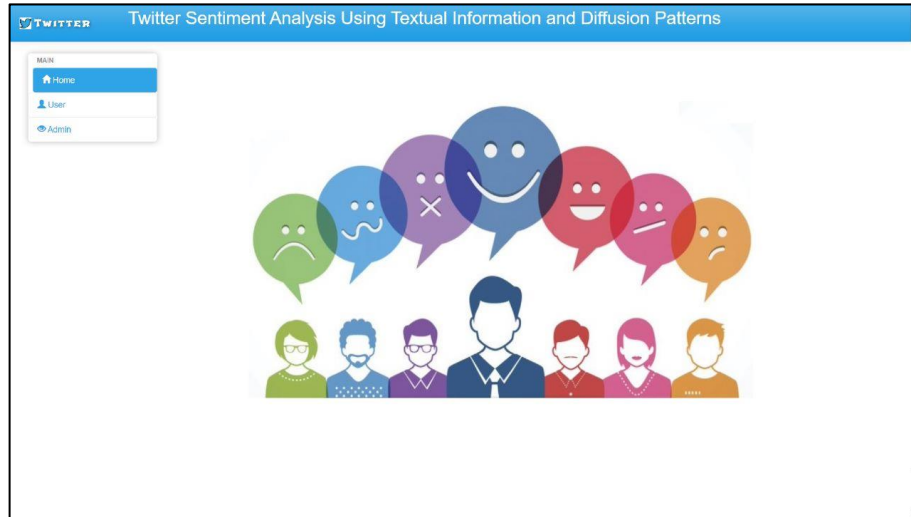 TWITTER
Twitter Sentiment Analysis Using Textual Information and Diffusion Patterns
MAIN
Home
User
Admin